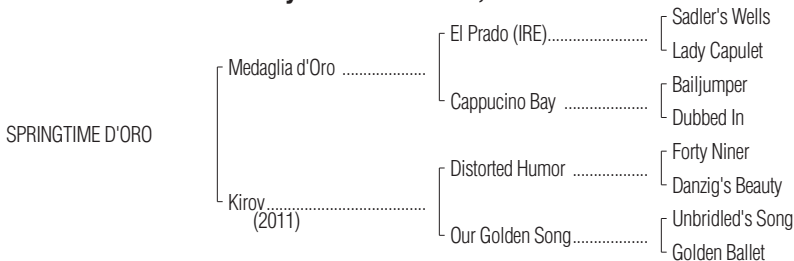 Sadler's Wells
El Prado (IRE)....................
Lady Capulet
Medaglia d'Oro ....................
Bailjumper
Cappucino Bay ....................
Dubbed In
SPRINGTIME D'ORO
Forty Niner
Distorted Humor ..................
Danzig's Beauty
Kirov......................................
(2011)
Unbridled's Song
Our Golden Song..................
Golden Ballet